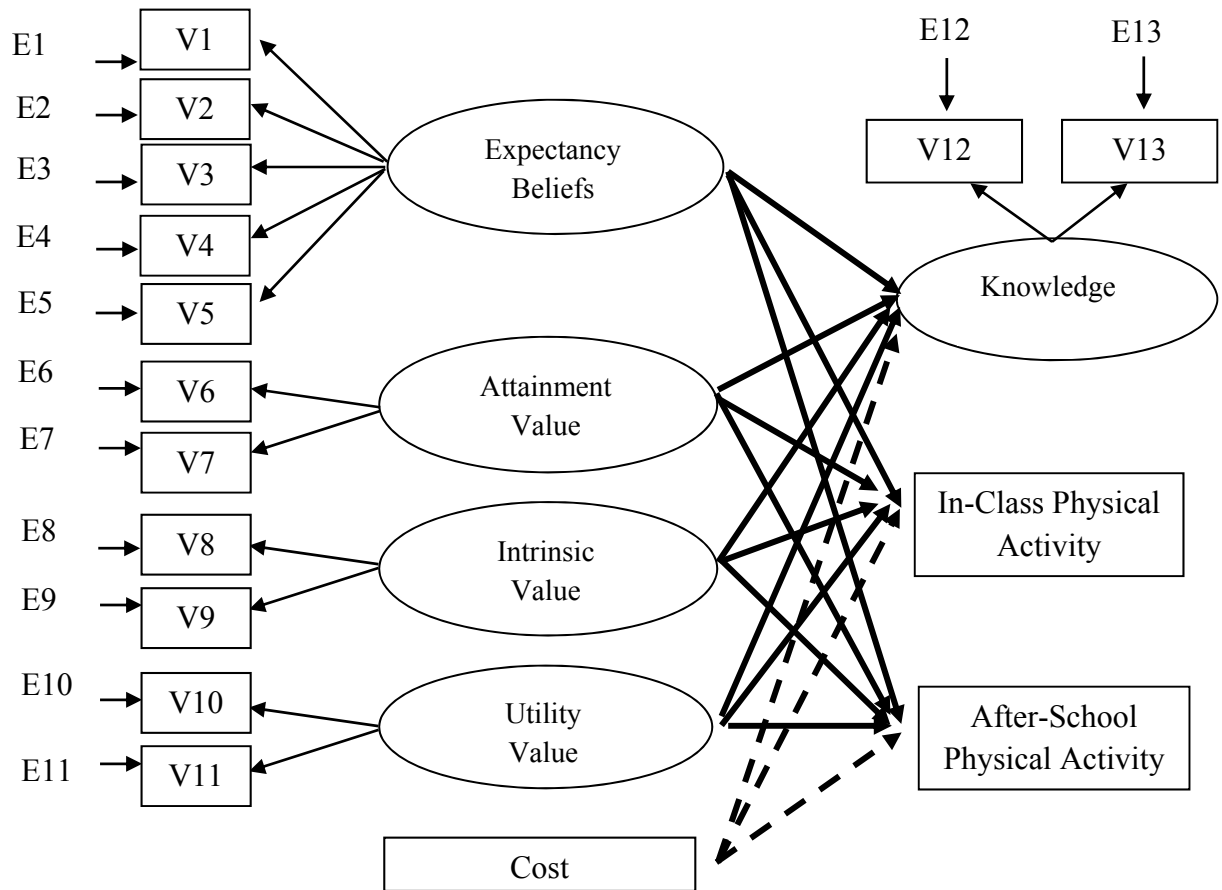 E1
V1
E2
V2
E3
V3
E4
V4
E5
V5
E6
V6
E7
V7
E8
V8
E9
V9
E10
V10
E11
V11
Expectancy
Beliefs
Attainment
Value
Intrinsic
Value
Utility
Value
Cost
E12
E13
V12
V13
Knowledge
In-Class Physical
Activity
After-School
Physical Activity